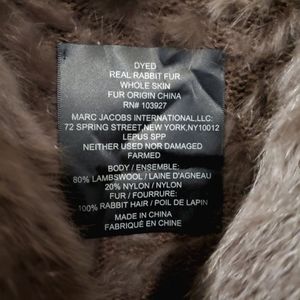 DYED
REAL RABBIT FUR
WHOLE SKIN
FUR ORIGIN CHINA
RN# 103927
MARC JACOBS INTERNATIONAL,LLC:
72 SPRING STREET,NEW YORK,NY10012
LEPUS SPP
NEITHER USED NOR DAMAGED
FARMED
BODY / ENSEMBLE:
80% LAMBSWOOL / LAINE D'AGNEAU
20% NYLON / NYLON
FUR / FOURRURE:
100% RABBIT HAIR / POIL DE LAPIN
MADE IN CHINA
FABRIQUÉ EN CHINE